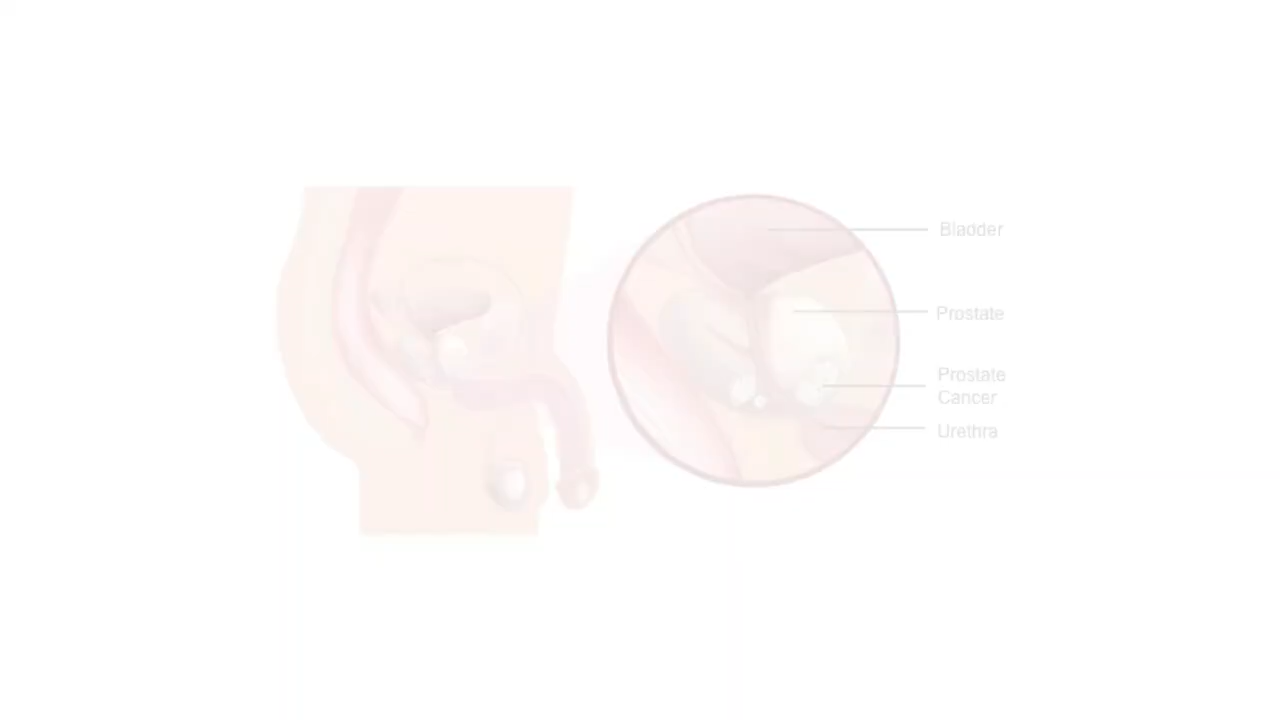 Bladder
Prostate
Prostate
Cancer
Urethra